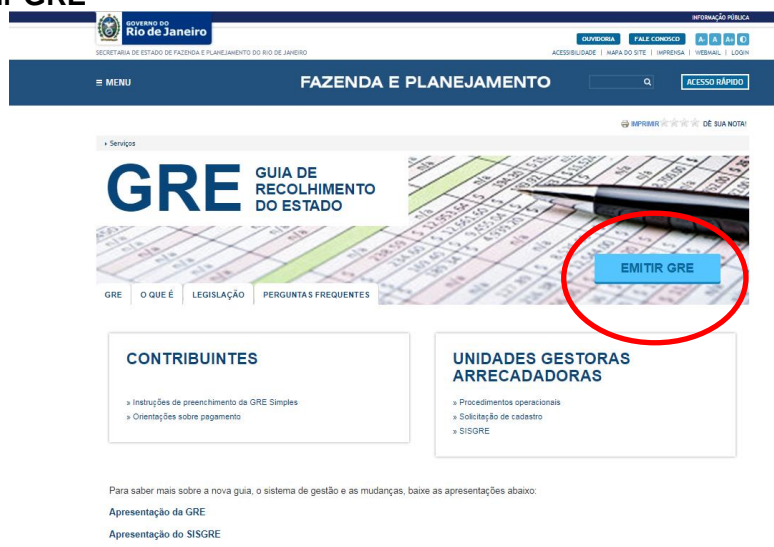 GRE
INFORMAÇÃO PÚBLICA
GOVERNO DO
Rio de Janeiro
OUVIDORIA FALE CONOSCO A- A A+
SECRETARIA DE ESTADO DE FAZENDA E PLANEJAMENTO DO RIO DE JANEIRO
ACESSIBILIDADE | MAPA DO SITE | IMPRENSA | WEBMAIL | LOGIN
≡ MENU
FAZENDA E PLANEJAMENTO
ACESSO RÁPIDO
IMPRIMIR DÊ SUA NOTA!
Serviços
GRE
GUIA DE
RECOLHIMENTO
DO ESTADO
EMITIR GRE
GRE O QUE É LEGISLAÇÃO PERGUNTAS FREQUENTES
CONTRIBUINTES
» Instruções de preenchimento da GRE Simples
» Orientações sobre pagamento
UNIDADES GESTORAS
ARRECADADORAS
» Procedimentos operacionais
» Solicitação de cadastro
» SISGRE
Para saber mais sobre a nova guia, o sistema de gestão e as mudanças, baixe as apresentações abaixo:
Apresentação da GRE
Apresentação do SISGRE